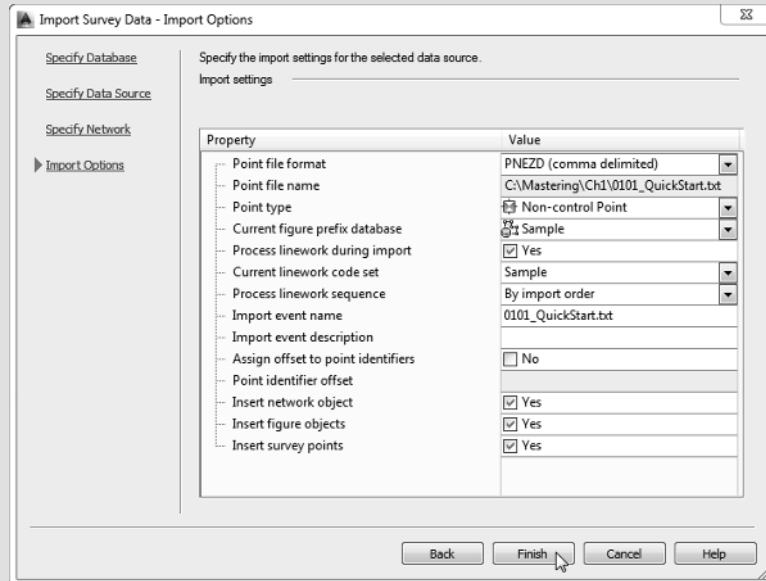 Import Survey Data - Import Options
Specify Database
Specify Data Source
Specify Network
Import Options
Specify the import settings for the selected data source.
Import settings
Property Value
Point file format PNEZD (comma delimited)
Point file name C:\Mastering\Ch1\0101_QuickStart.txt
Point type Non-control Point
Current figure prefix database Sample
Process linework during import Yes
Current linework code set Sample
Process linework sequence By import order
Import event name 0101_QuickStart.txt
Import event description
Assign offset to point identifiers No
Point identifier offset
Insert network object Yes
Insert figure objects Yes
Insert survey points Yes
Back Finish Cancel Help